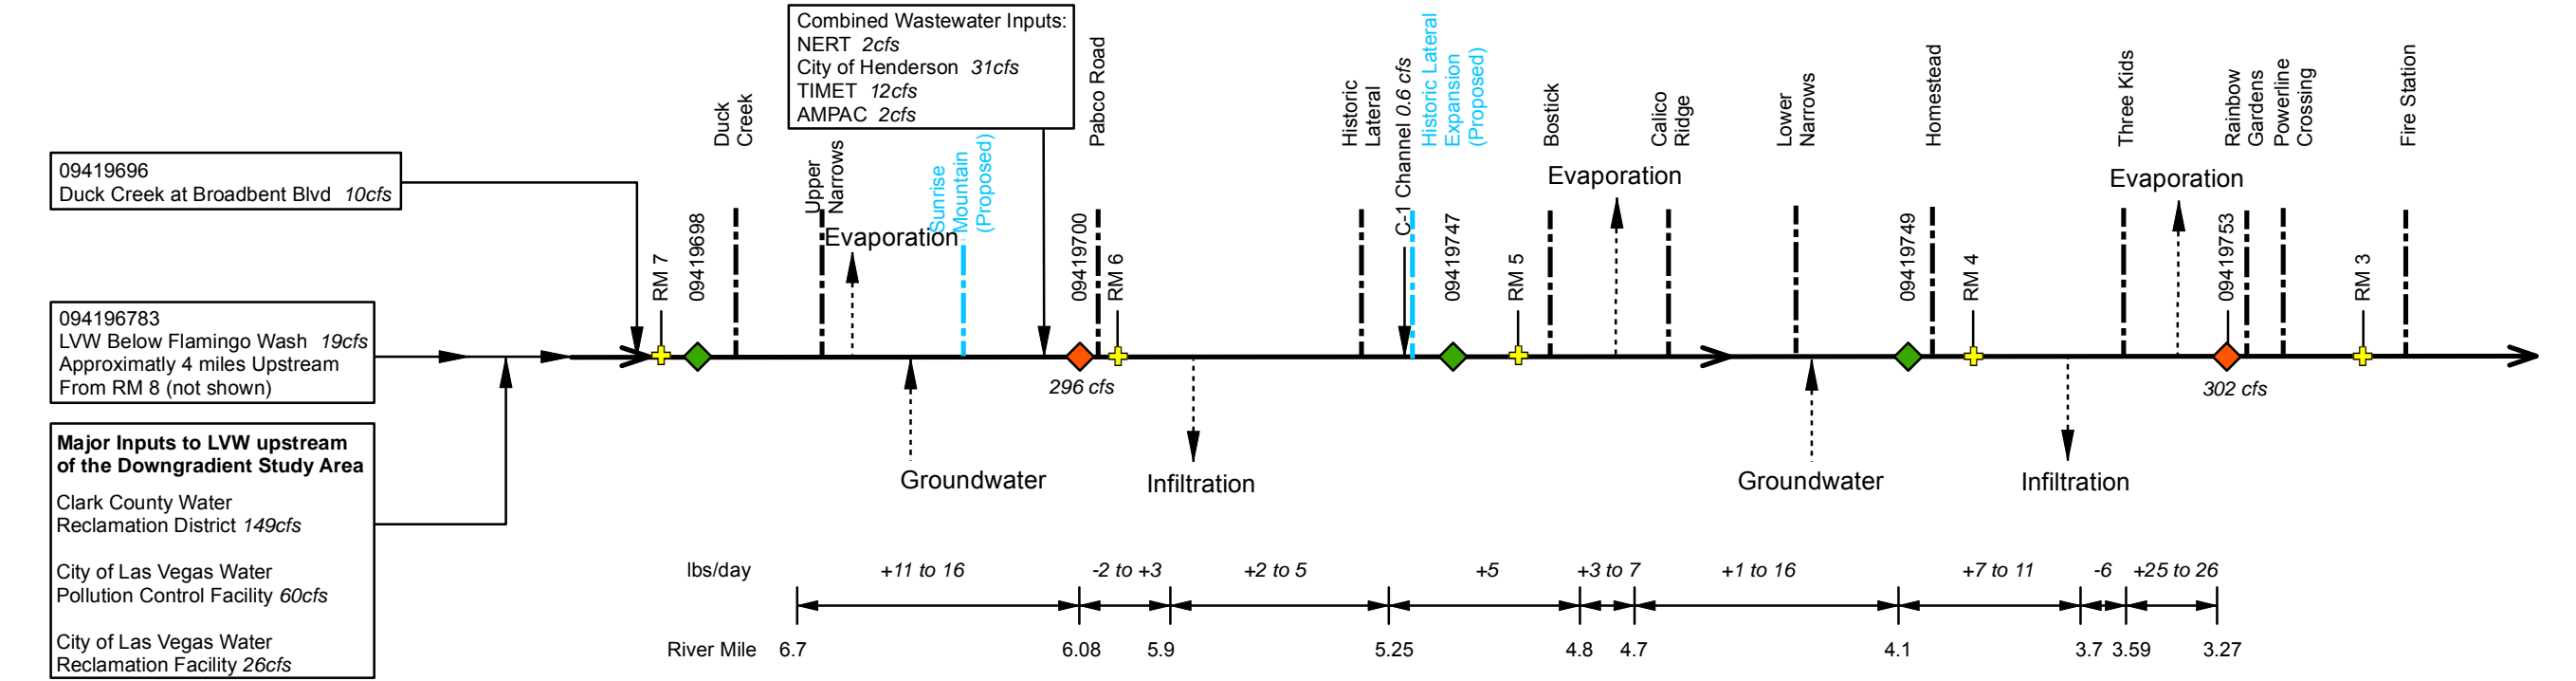 Combined Wastewater Inputs:
NERT 2cfs
City of Henderson 31cfs
TIMET 12cfs
AMPAC 2cfs
09419696
Duck Creek at Broadbent Blvd 10cfs
094196783
LVW Below Flamingo Wash 19cfs
Approximatly 4 miles Upstream
From RM 8 (not shown)
Major Inputs to LVW upstream
of the Downgradient Study Area
Clark County Water
Reclamation District 149cfs
City of Las Vegas Water
Pollution Control Facility 60cfs
City of Las Vegas Water
Reclamation Facility 26cfs
RM 7
09419698
Duck
Creek
Upper
Narrows
Evaporation
Sunrise
Mountain
(Proposed)
Groundwater
09419700
296 cfs
Pabco Road
RM 6
Infiltration
Historic
Lateral
C-1 Channel 0.6 cfs
Historic Lateral
Expansion
(Proposed)
09419747
RM 5
Bostick
Evaporation
Calico
Ridge
Lower
Narrows
Groundwater
09419749
Homestead
RM 4
Infiltration
Three Kids
Evaporation
09419753
302 cfs
Rainbow
Gardens
Powerline
Crossing
RM 3
Fire Station
lbs/day +11 to 16 -2 to +3 +2 to 5 +5 +3 to 7 +1 to 16 +7 to 11 -6 +25 to 26
River Mile 6.7 6.08 5.9 5.25 4.8 4.7 4.1 3.7 3.59 3.27